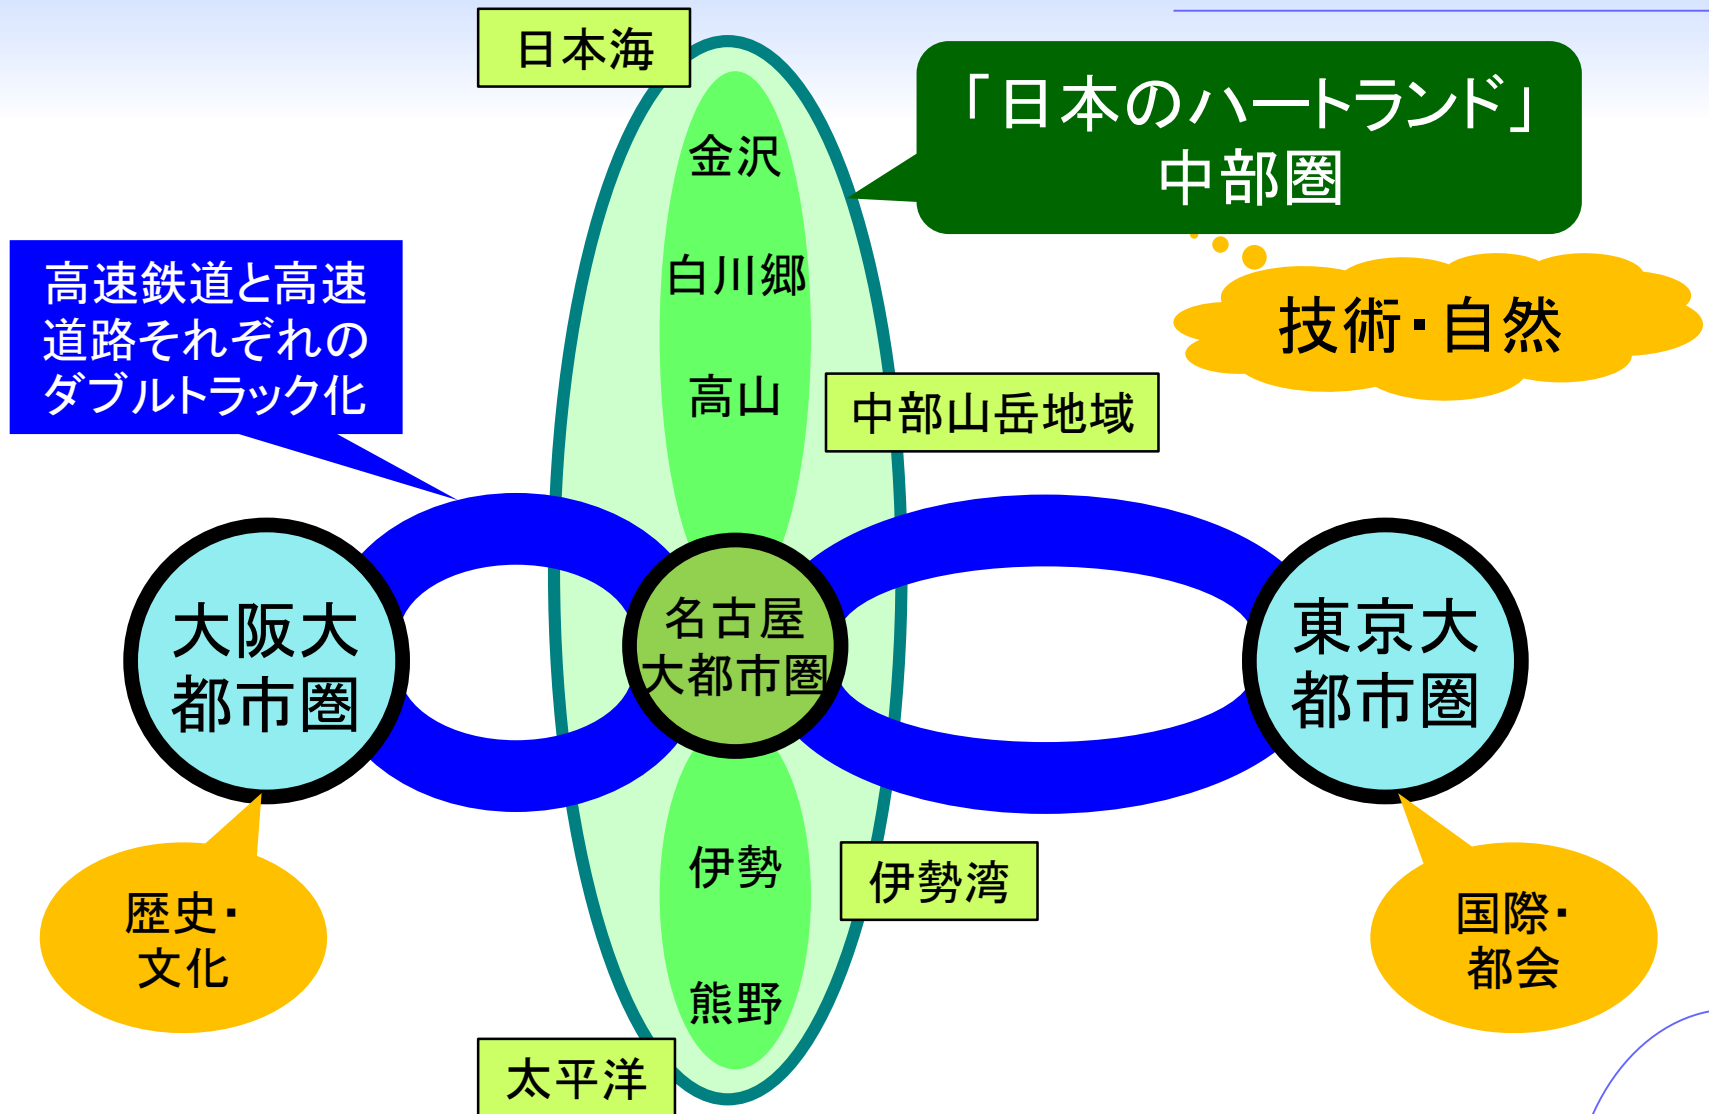 日本海
「日本のハートランド」
中部圏
金沢
白川郷
高山
高速鉄道と高速
道路それぞれの
ダブルトラック化
技術・自然
中部山岳地域
大阪大
都市圏
名古屋
大都市圏
東京大
都市圏
伊勢
伊勢湾
歴史・
文化
国際・
都会
熊野
太平洋